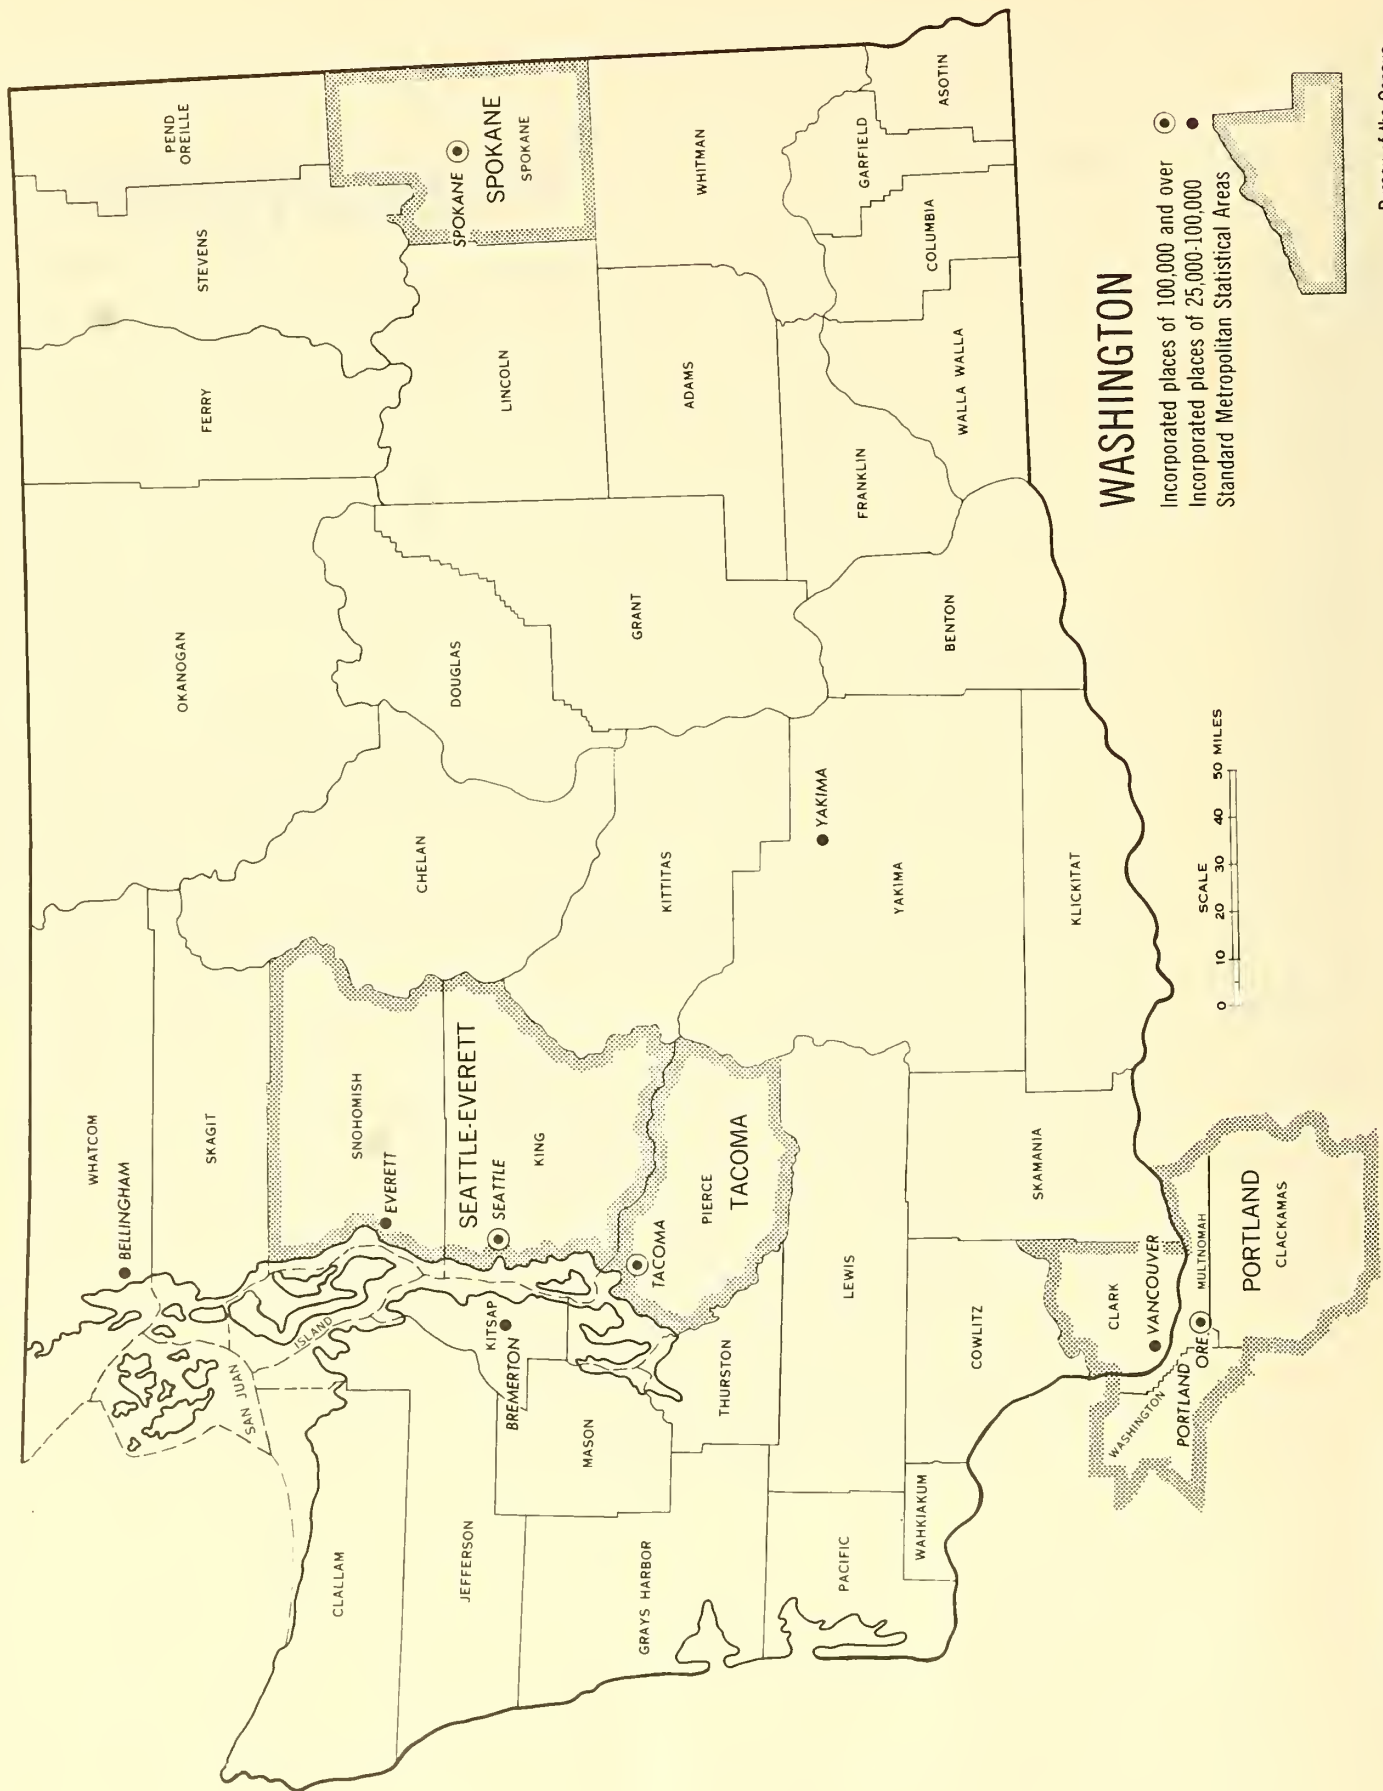 WHATCOM
BELLINGHAM
SAN JUAN
SKAGIT
ISLAND
OKANOGAN
FERRY
STEVENS
PEND
OREILLE
CLALLAM
SNOHOMISH
EVERETT
CHELAN
DOUGLAS
JEFFERSON
KITSAP
BREMERTON
SEATTLE-EVERETT
SEATTLE
KING
LINCOLN
SPOKANE
SPOKANE
SPOKANE
MASON
GRAYS HARBOR
TACOMA
PIERCE
TACOMA
THURSTON
KITTITAS
GRANT
ADAMS
WHITMAN
PACIFIC
LEWIS
YAKIMA
YAKIMA
FRANKLIN
GARFIELD
WAHKIAKUM
COWLITZ
SKAMANIA
KLICKITAT
BENTON
WALLA WALLA
COLUMBIA
ASOTIN
CLARK
VANCOUVER
WASHINGTON
PORTLAND
ORE.
MULTNOMAH
PORTLAND
CLACKAMAS
SCALE
0 10 20 30 40 50 MILES
WASHINGTON
Incorporated places of 100,000 and over
Incorporated places of 25,000-100,000
Standard Metropolitan Statistical Areas